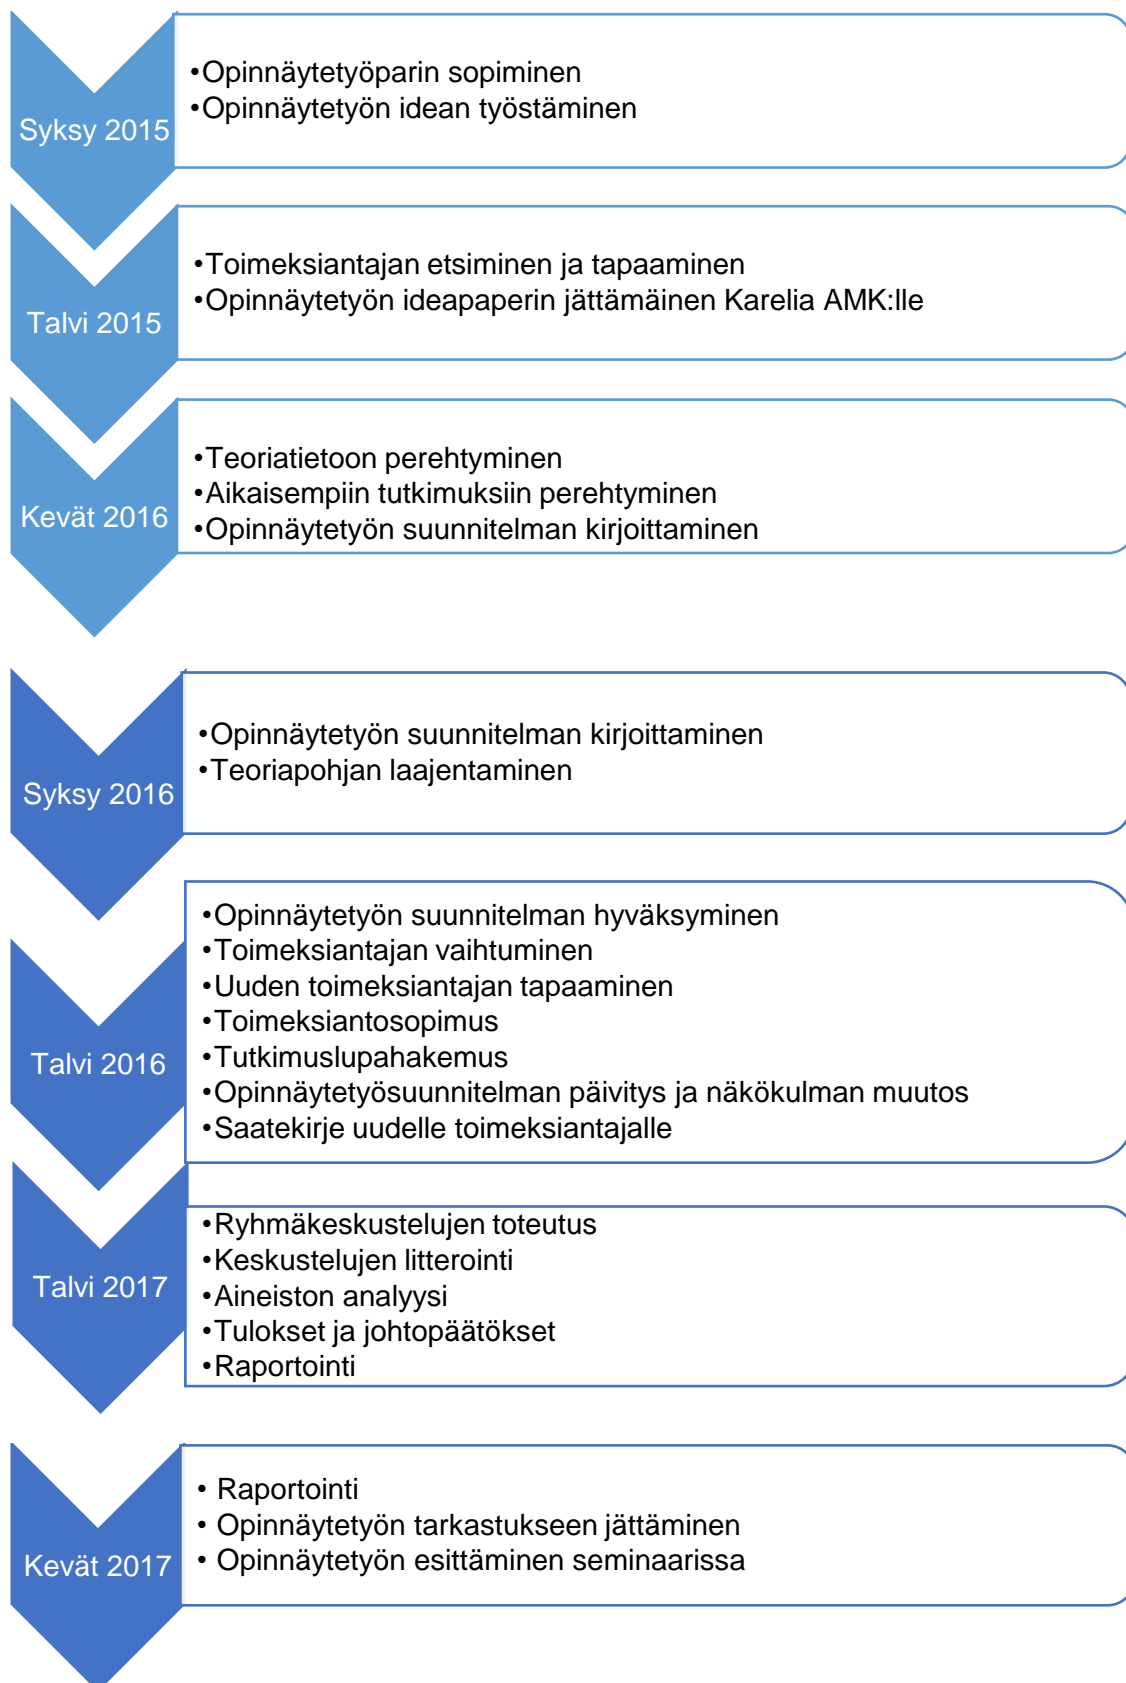 Syksy 2015
•Opinnäytetyöparin sopiminen
•Opinnäytetyön idean työstäminen
Talvi 2015
•Toimeksiantajan etsiminen ja tapaaminen
•Opinnäytetyön ideapaperin jättämäinen Karelia AMK:lle
Kevät 2016
•Teoriatietoon perehtyminen
•Aikaisempiin tutkimuksiin perehtyminen
•Opinnäytetyön suunnitelman kirjoittaminen
Syksy 2016
•Opinnäytetyön suunnitelman kirjoittaminen
•Teoriapohjan laajentaminen
Talvi 2016
•Opinnäytetyön suunnitelman hyväksyminen
•Toimeksiantajan vaihtuminen
•Uuden toimeksiantajan tapaaminen
•Toimeksiantosopimus
•Tutkimuslupahakemus
•Opinnäytetyösuunnitelman päivitys ja näkökulman muutos
•Saatekirje uudelle toimeksiantajalle
Talvi 2017
•Ryhmäkeskustelujen toteutus
•Keskustelujen litterointi
•Aineiston analyysi
•Tulokset ja johtopäätökset
•Raportointi
Kevät 2017
• Raportointi
• Opinnäytetyön tarkastukseen jättäminen
• Opinnäytetyön esittäminen seminaarissa